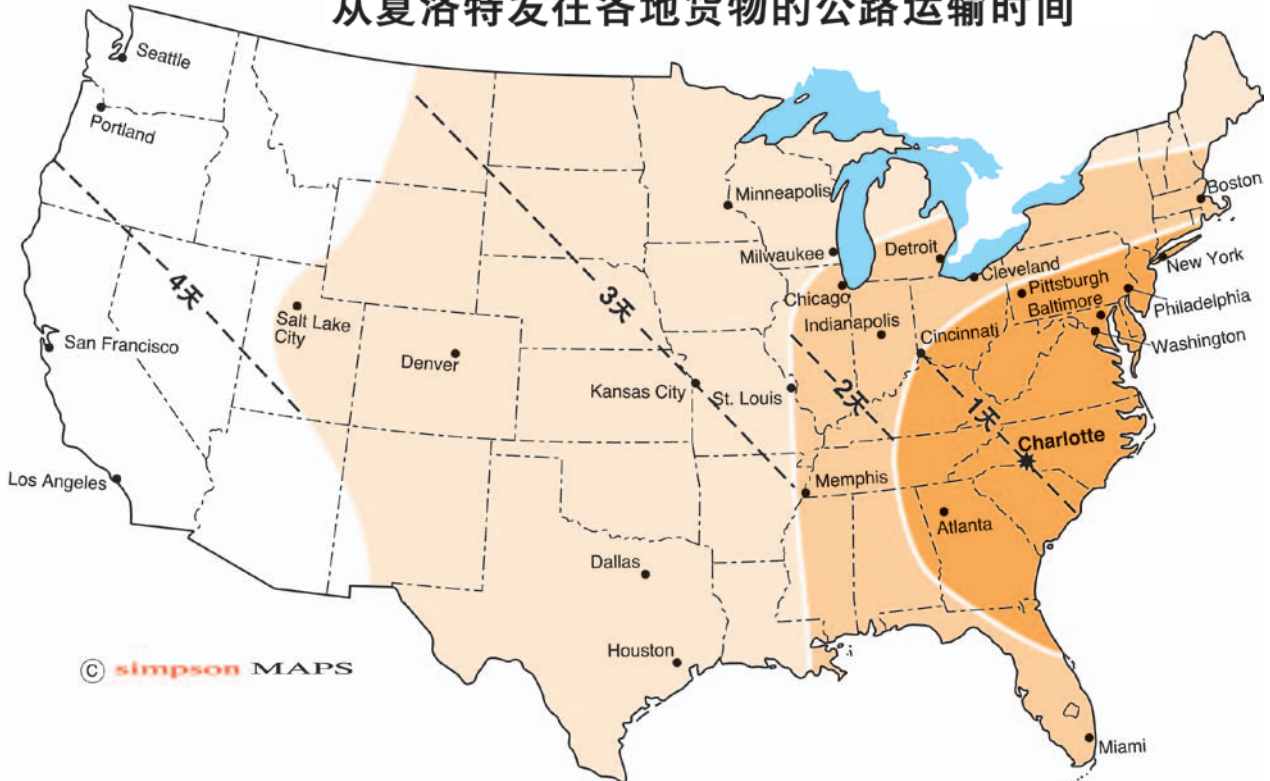 从夏洛特发往各地货物的公路运输时间
Seattle
Portland
Minneapolis
Boston
Milwaukee
Detroit
New York
4天
3天
Cleveland
Chicago
Pittsburgh
Baltimore
Philadelphia
Salt Lake
City
Indianapolis
Cincinnati
Washington
San Francisco
Denver
Kansas City
St. Louis
2天
1天
Charlotte
Los Angeles
Memphis
Atlanta
Dallas
Houston
© simpson MAPS
Miami